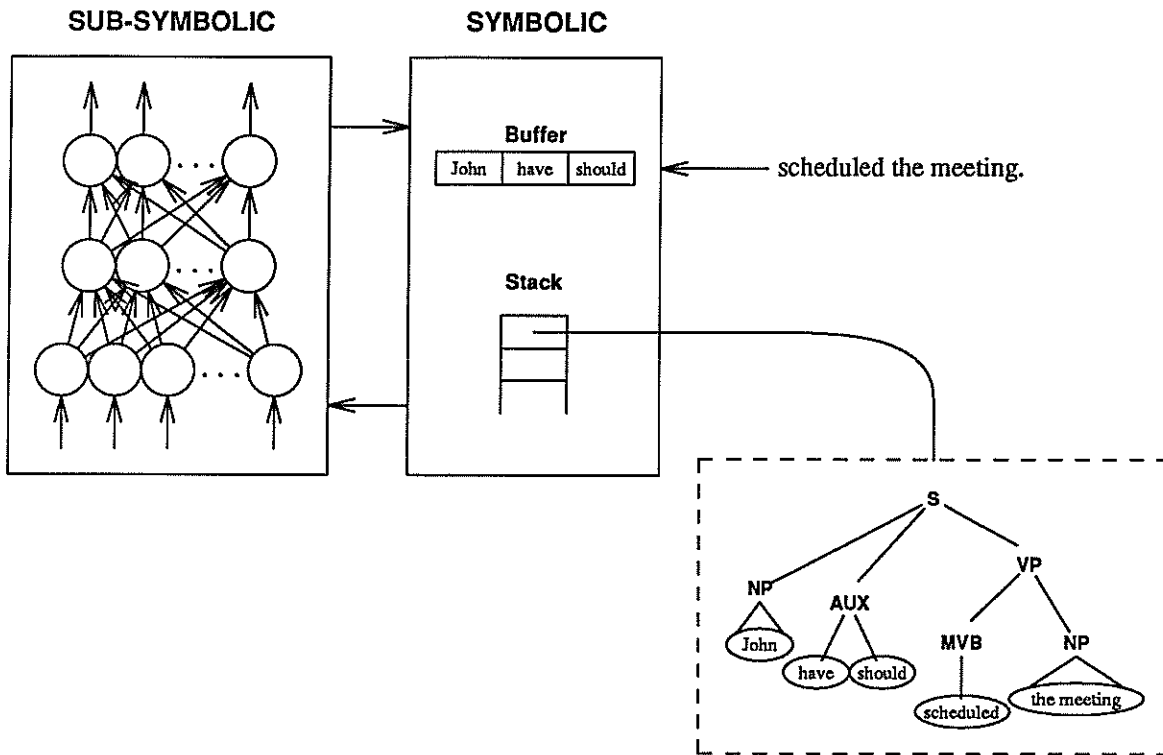 SUB-SYMBOLIC
SYMBOLIC
Buffer
John have should
scheduled the meeting.
Stack
. . .
. . .
. . .
S
VP
NP
AUX
John
MVB
NP
have
should
the meeting
scheduled